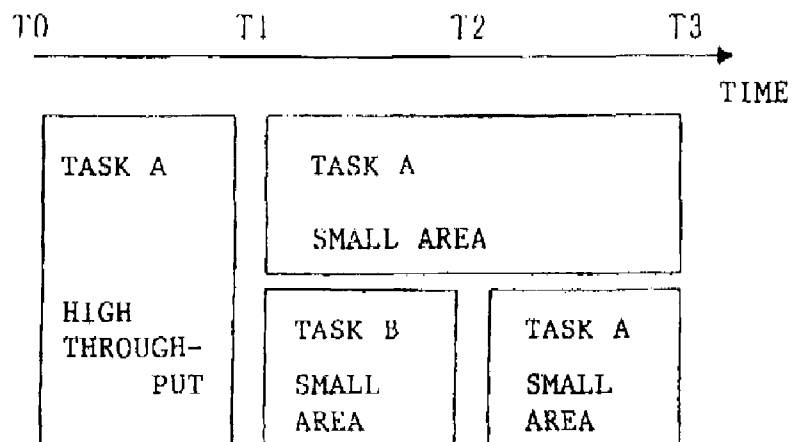 T0 T1 T2 T3
TIME
TASK A
HIGH
THROUGH-
PUT
TASK A
SMALL AREA
TASK B
SMALL
AREA
TASK A
SMALL
AREA